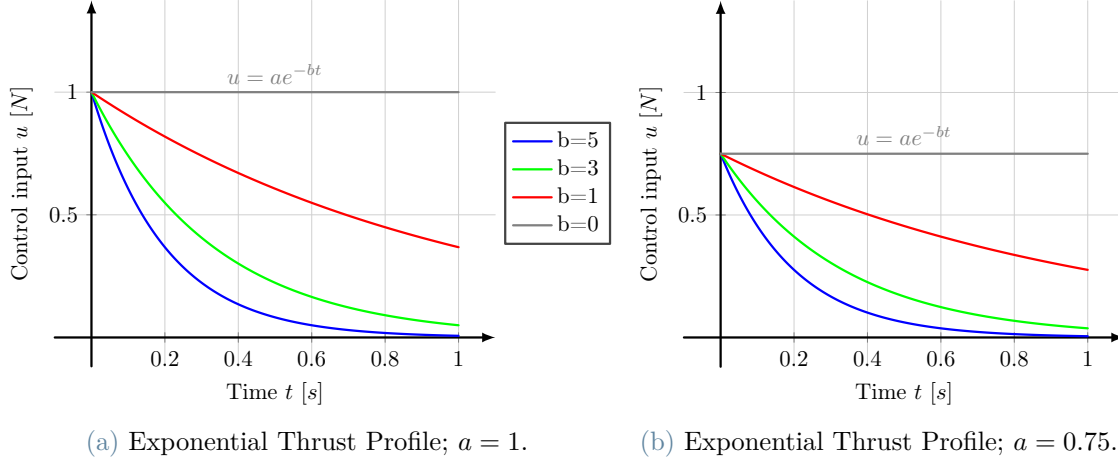 u = ae^{-bt}
1
0.5
Control input u [N]
0.2 0.4 0.6 0.8 1
Time t [s]
(a) Exponential Thrust Profile; a = 1.
b=5
b=3
b=1
b=0
u = ae^{-bt}
1
0.5
Control input u [N]
0.2 0.4 0.6 0.8 1
Time t [s]
(b) Exponential Thrust Profile; a = 0.75.